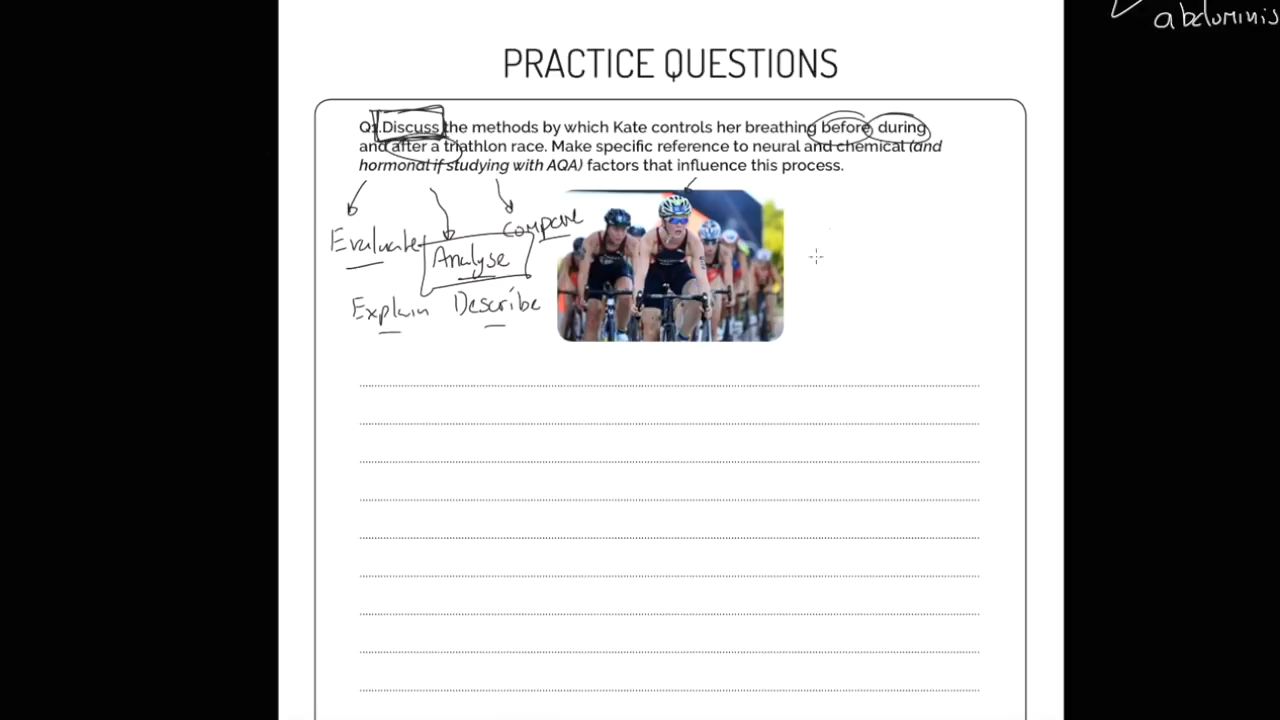 abdominis
PRACTICE QUESTIONS
Q1.Discuss the methods by which Kate controls her breathing before, during
and after a triathlon race. Make specific reference to neural and chemical (and
hormonal if studying with AQA) factors that influence this process.
Evaluate
Analyse
Compare
Explain
Describe